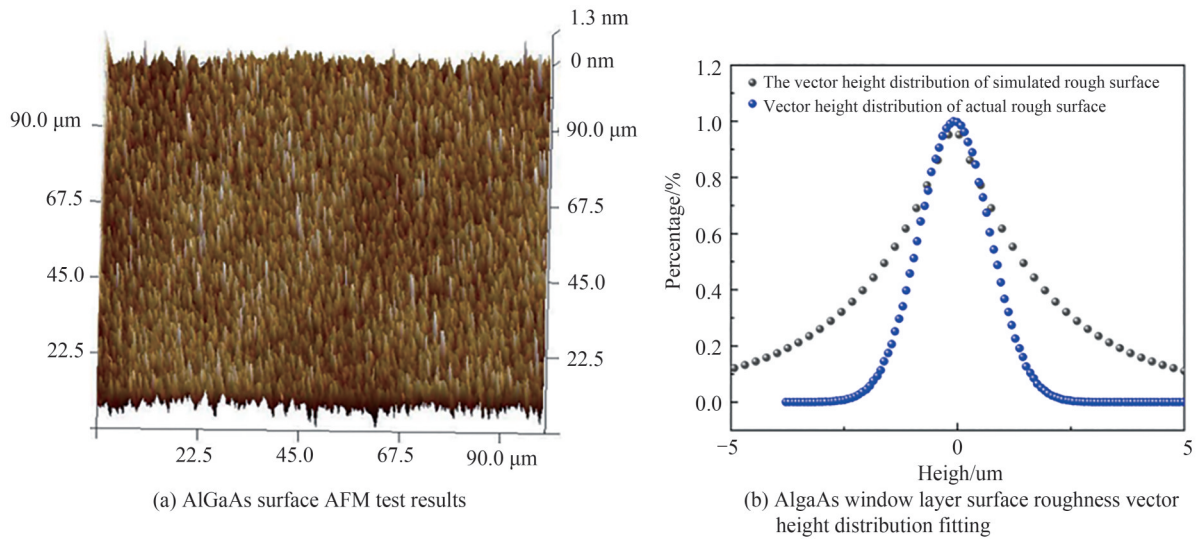 1.3 nm
0 nm
90.0 μm
90.0 μm
67.5
67.5
45.0
45.0
22.5
22.5
22.5
45.0
67.5
90.0 μm
(a) AlGaAs surface AFM test results
1.2
1.0
0.8
0.6
0.4
0.2
0.0
Percentage/%
The vector height distribution of simulated rough surface
Vector height distribution of actual rough surface
−5
0
5
Heigh/um
(b) AlgaAs window layer surface roughness vector
height distribution fitting